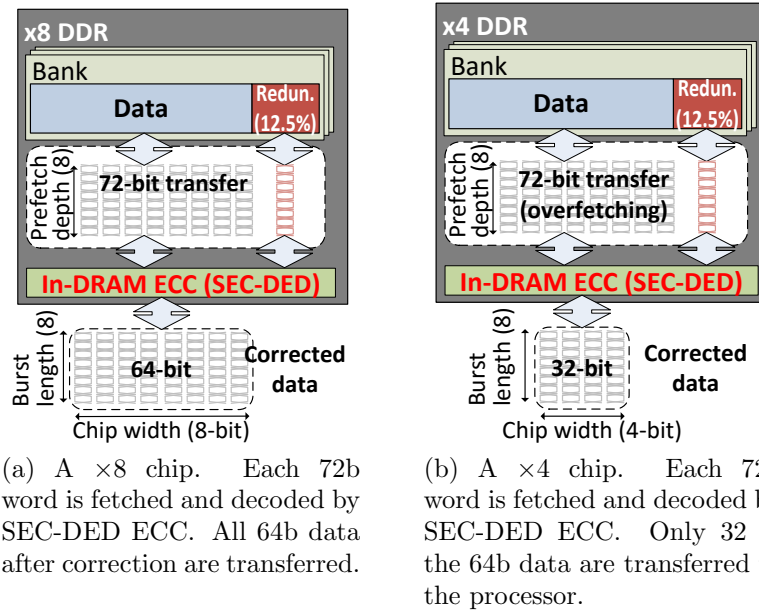 x8 DDR
Bank
Data
Redun.
(12.5%)
Prefetch
depth (8)
72-bit transfer
In-DRAM ECC (SEC-DED)
Burst
length (8)
64-bit
Corrected
data
Chip width (8-bit)
(a) A ×8 chip. Each 72b
word is fetched and decoded by
SEC-DED ECC. All 64b data
after correction are transferred.
x4 DDR
Bank
Data
Redun.
(12.5%)
Prefetch
depth (8)
72-bit transfer
(overfetching)
In-DRAM ECC (SEC-DED)
Burst
length (8)
32-bit
Corrected
data
Chip width (4-bit)
(b) A ×4 chip. Each 72
word is fetched and decoded b
SEC-DED ECC. Only 32
the 64b data are transferred
the processor.